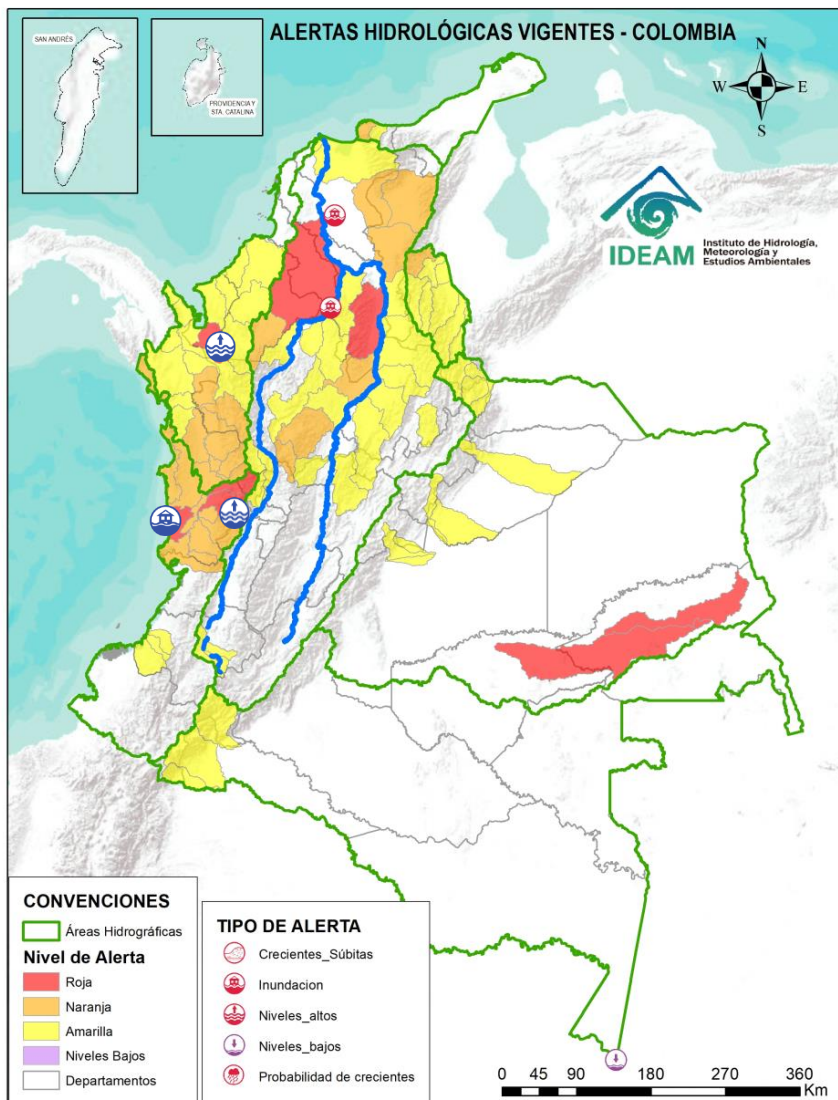 ALERTAS HIDROLÓGICAS VIGENTES - COLOMBIA
SAN ANDRÉS
PROVIDENCIA Y
STA. CATALINA
N
W
E
S
IDEAM
Instituto de Hidrología,
Meteorología y
Estudios Ambientales
CONVENCIONES
Áreas Hidrográficas
Nivel de Alerta
Roja
Naranja
Amarilla
Niveles Bajos
Departamentos
TIPO DE ALERTA
Crecientes_Súbitas
Inundacion
Niveles_altos
Niveles_bajos
Probabilidad de crecientes
0 45 90 180 270 360
Km